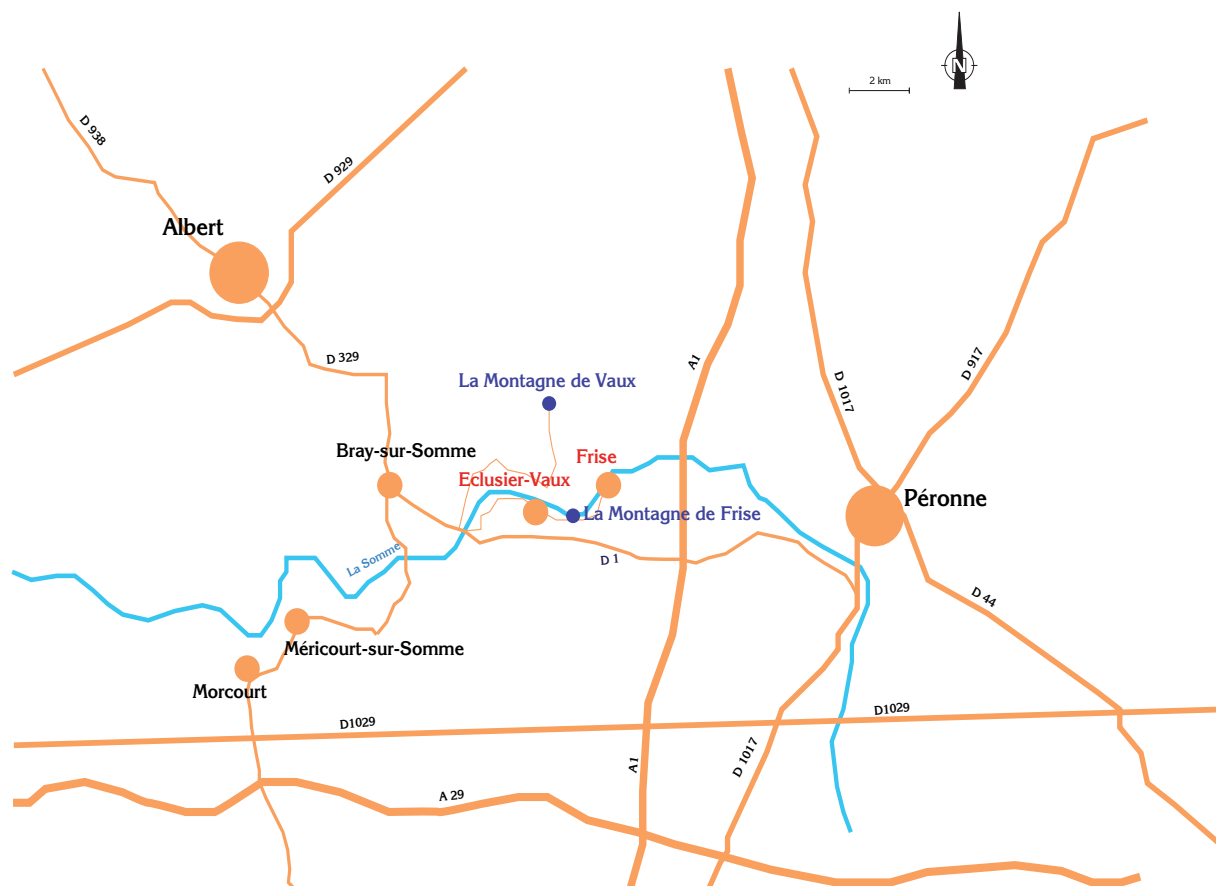 N
2 km
D 938
D 929
Albert
D 329
A1
D 1017
D 917
La Montagne de Vaux
Bray-sur-Somme
Frise
Eclusier-Vaux
La Montagne de Frise
Péronne
La Somme
D 1
D 44
Méricourt-sur-Somme
Morcourt
D1029
D1029
A1
D 1017
A 29